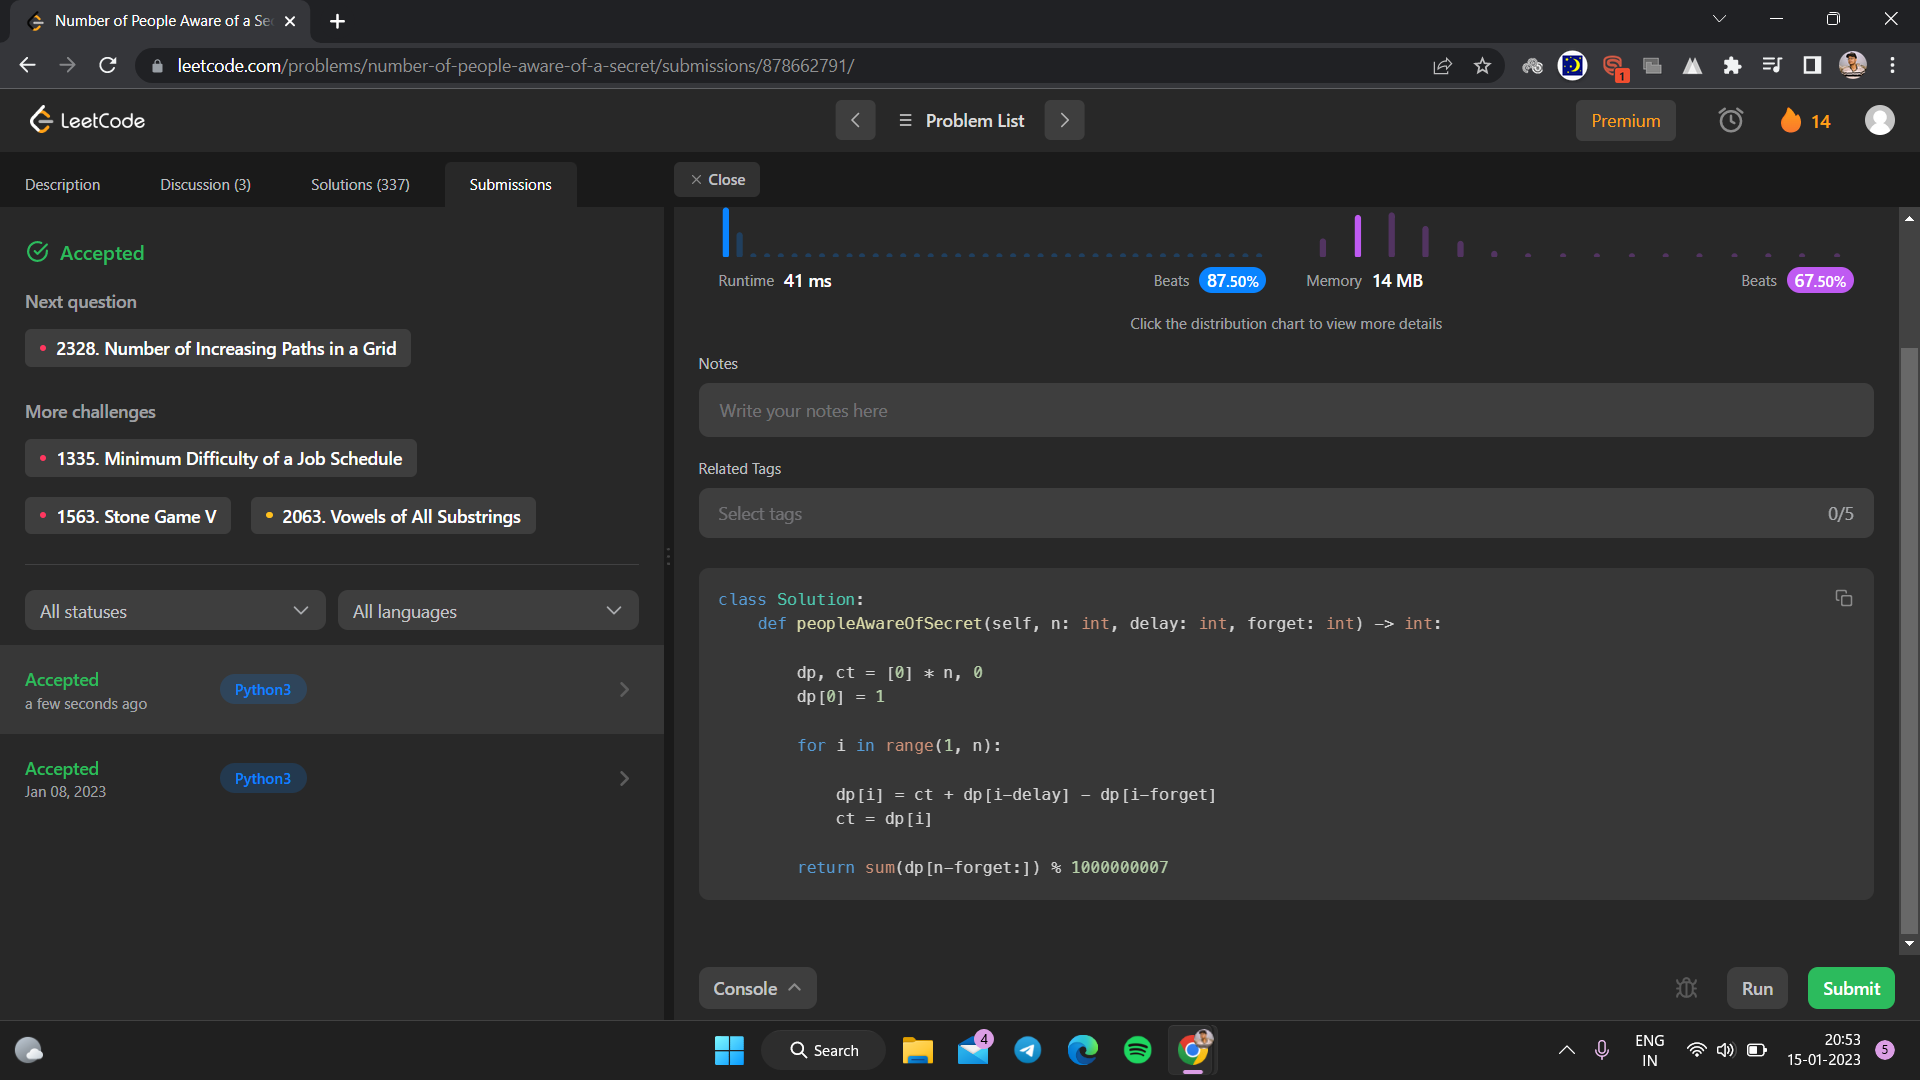 Number of People Aware of a Se
leetcode.com/problems/number-of-people-aware-of-a-secret/submissions/878662791/
1
LeetCode
Problem List
Premium
14
Description
Discussion (3)
Solutions (337)
Submissions
Close
Accepted
Next question
2328. Number of Increasing Paths in a Grid
More challenges
1335. Minimum Difficulty of a Job Schedule
1563. Stone Game V
2063. Vowels of All Substrings
All statuses
All languages
Accepted
Python3
a few seconds ago
Accepted
Python3
Jan 08, 2023
Runtime 41 ms
Beats 87.50%
Memory 14 MB
Beats 67.50%
Click the distribution chart to view more details
Notes
Write your notes here
Related Tags
Select tags
0/5
class Solution:
    def peopleAwareOfSecret(self, n: int, delay: int, forget: int) -> int:
        dp, ct = [0] * n, 0
        dp[0] = 1
        for i in range(1, n):
            dp[i] = ct + dp[i-delay] - dp[i-forget]
            ct = dp[i]
        return sum(dp[n-forget:]) % 1000000007
Console
Run
Submit
Search
4
ENG
IN
20:53
15-01-2023
5